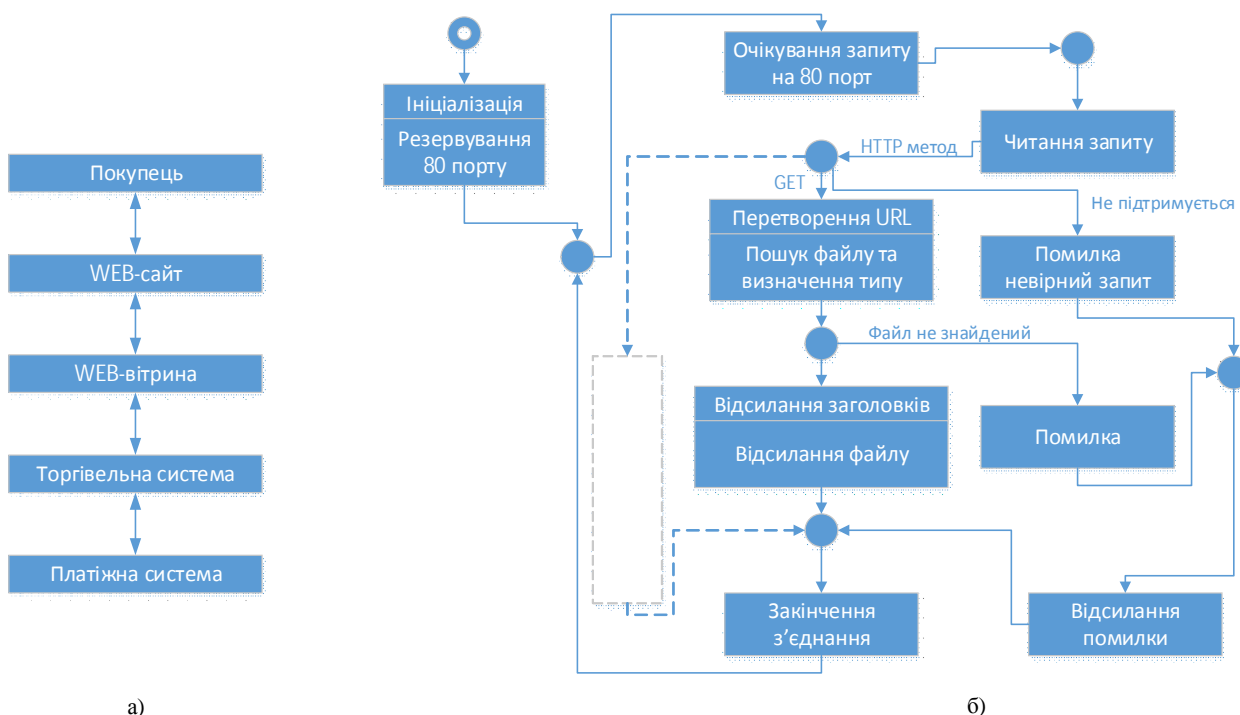 Покупець
WEB-сайт
WEB-вітрина
Торгівельна система
Платіжна система
а)
Ініціалізація
Резервування
80 порту
Очікування запиту
на 80 порт
Читання запиту
HTTP метод
GET
Не підтримується
Перетворення URL
Пошук файлу та
визначення типу
Помилка
невірний запит
Файл не знайдений
Відсилання заголовків
Відсилання файлу
Помилка
Закінчення
з’єднання
Відсилання
помилки
б)